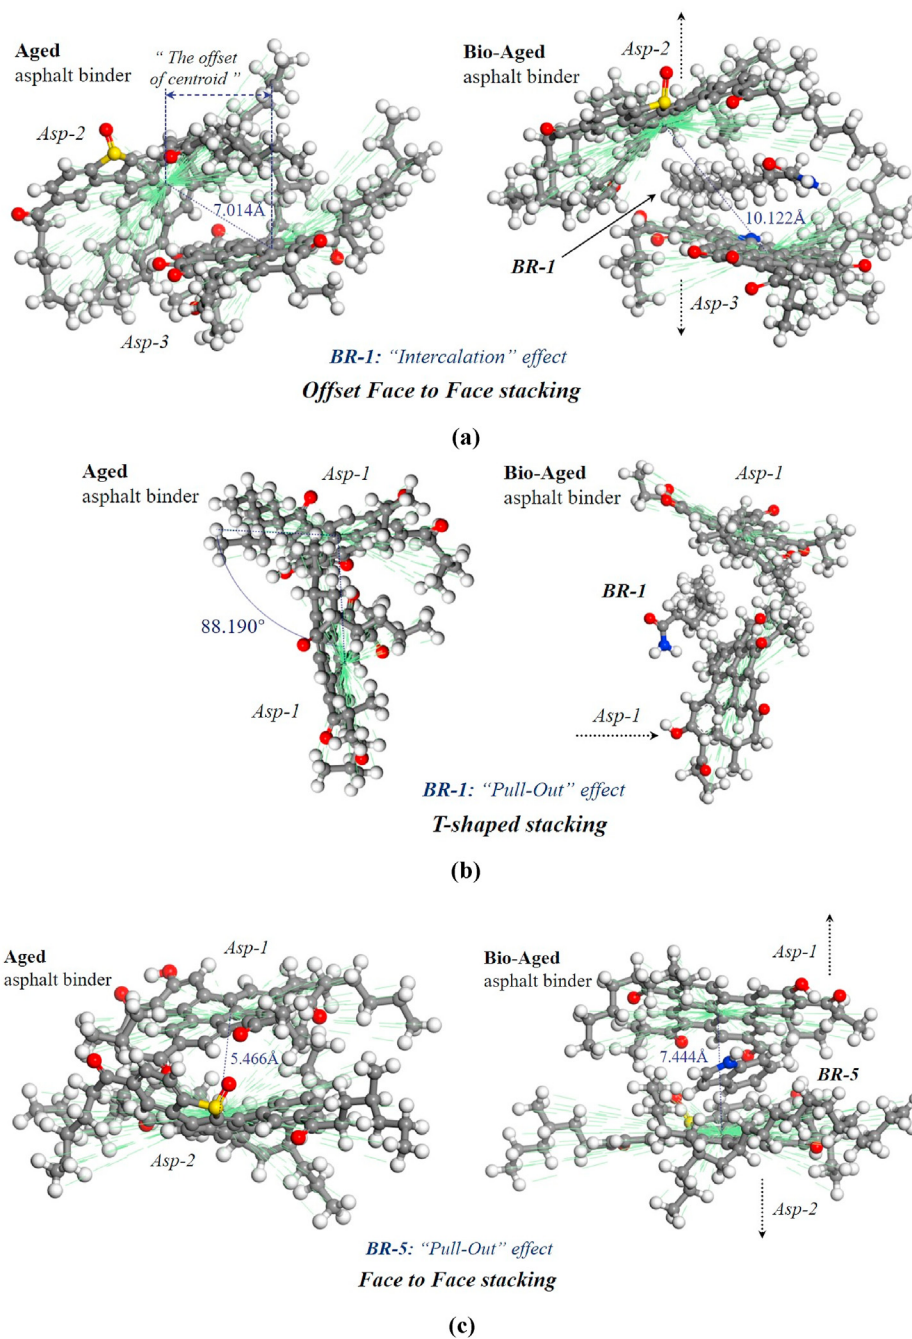 Aged
asphalt binder
“ The offset
of centroid ”
Asp-2
7.014Å
Asp-3
Bio-Aged
asphalt binder
Asp-2
10.122Å
BR-1
Asp-3
BR-1: “Intercalation” effect
Offset Face to Face stacking
(a)
Aged
asphalt binder
Asp-1
88.190°
Asp-1
Bio-Aged
asphalt binder
Asp-1
BR-1
Asp-1
BR-1: “Pull-Out” effect
T-shaped stacking
(b)
Aged
asphalt binder
Asp-1
5.466Å
Asp-2
Bio-Aged
asphalt binder
Asp-1
7.444Å
BR-5
Asp-2
BR-5: “Pull-Out” effect
Face to Face stacking
(c)